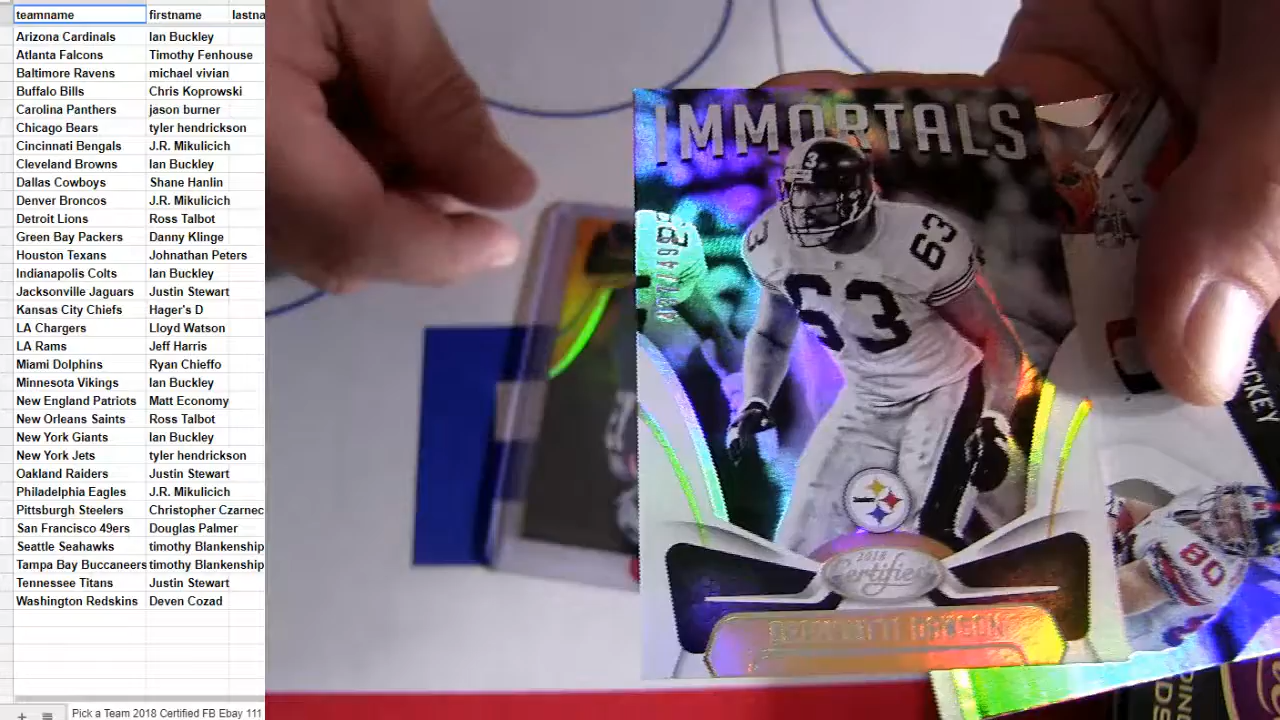 teamname firstname lastna
Arizona Cardinals Ian Buckley
Atlanta Falcons Timothy Fenhouse
Baltimore Ravens michael vivian
Buffalo Bills Chris Koprowski
Carolina Panthers jason burner
Chicago Bears tyler hendrickson
Cincinnati Bengals J.R. Mikulicich
Cleveland Browns Ian Buckley
Dallas Cowboys Shane Hanlin
Denver Broncos J.R. Mikulicich
Detroit Lions Ross Talbot
Green Bay Packers Danny Klinge
Houston Texans Johnathan Peters
Indianapolis Colts Ian Buckley
Jacksonville Jaguars Justin Stewart
Kansas City Chiefs Hager's D
LA Chargers Lloyd Watson
LA Rams Jeff Harris
Miami Dolphins Ryan Chieffo
Minnesota Vikings Ian Buckley
New England Patriots Matt Economy
New Orleans Saints Ross Talbot
New York Giants Ian Buckley
New York Jets tyler hendrickson
Oakland Raiders Justin Stewart
Philadelphia Eagles J.R. Mikulicich
Pittsburgh Steelers Christopher Czarnec
San Francisco 49ers Douglas Palmer
Seattle Seahawks timothy Blankenship
Tampa Bay Buccaneers timothy Blankenship
Tennessee Titans Justin Stewart
Washington Redskins Deven Cozad
Pick a Team 2018 Certified FB Ebay 111
IMMORTALS
3
63
63
2018
Certified
80